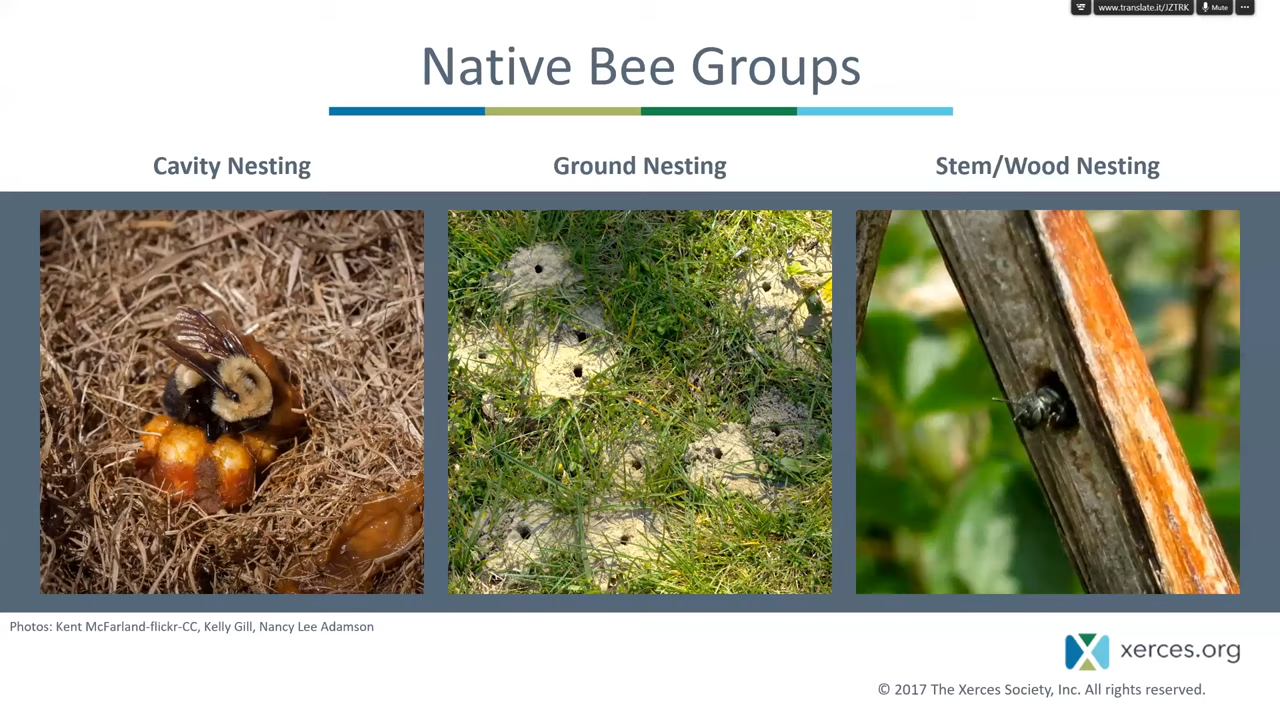 www.translate.it/JZTRK
Mute
Native Bee Groups
Cavity Nesting
Ground Nesting
Stem/Wood Nesting
Photos: Kent McFarland-flickr-CC, Kelly Gill, Nancy Lee Adamson
xerces.org
© 2017 The Xerces Society, Inc. All rights reserved.